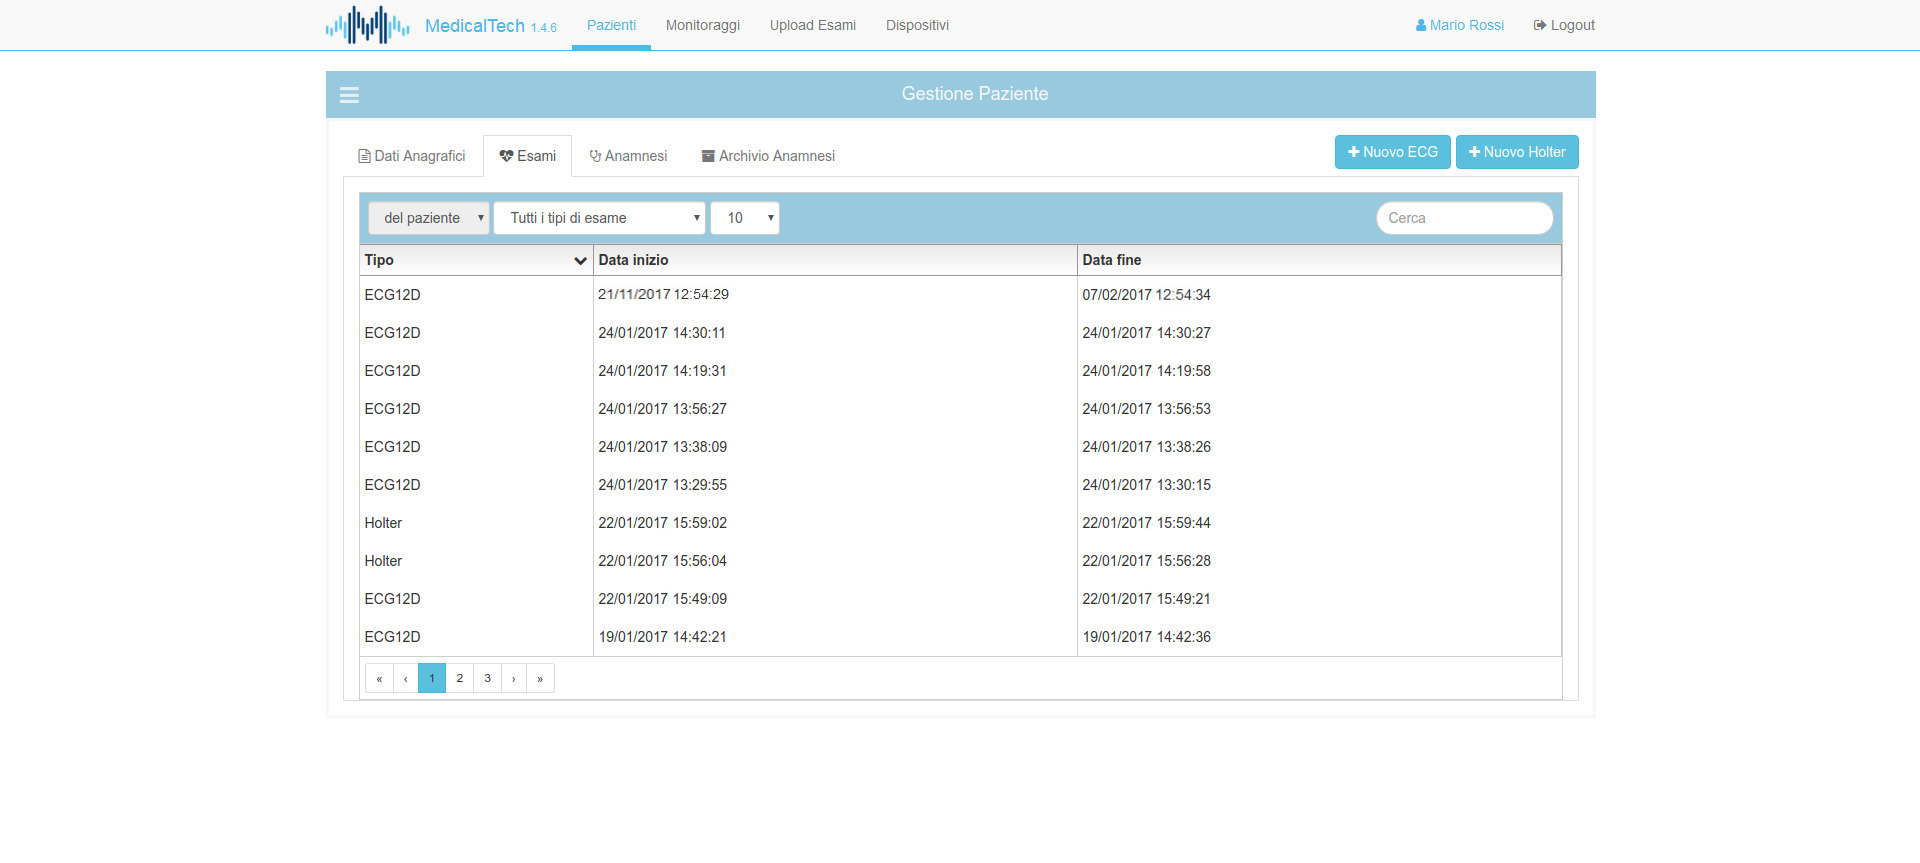 MedicalTech 1.4.6 Pazienti Monitoraggi Upload Esami Dispositivi Mario Rossi Logout
Gestione Paziente
Dati Anagrafici Esami Anamnesi Archivio Anamnesi + Nuovo ECG + Nuovo Holter
del paziente Tutti i tipi di esame 10 Cerca
Tipo Data inizio Data fine
ECG12D 21/11/2017 12:54:29 07/02/2017 12:54:34
ECG12D 24/01/2017 14:30:11 24/01/2017 14:30:27
ECG12D 24/01/2017 14:19:31 24/01/2017 14:19:58
ECG12D 24/01/2017 13:56:27 24/01/2017 13:56:53
ECG12D 24/01/2017 13:38:09 24/01/2017 13:38:26
ECG12D 24/01/2017 13:29:55 24/01/2017 13:30:15
Holter 22/01/2017 15:59:02 22/01/2017 15:59:44
Holter 22/01/2017 15:56:04 22/01/2017 15:56:28
ECG12D 22/01/2017 15:49:09 22/01/2017 15:49:21
ECG12D 19/01/2017 14:42:21 19/01/2017 14:42:36
« ‹ 1 2 3 › »